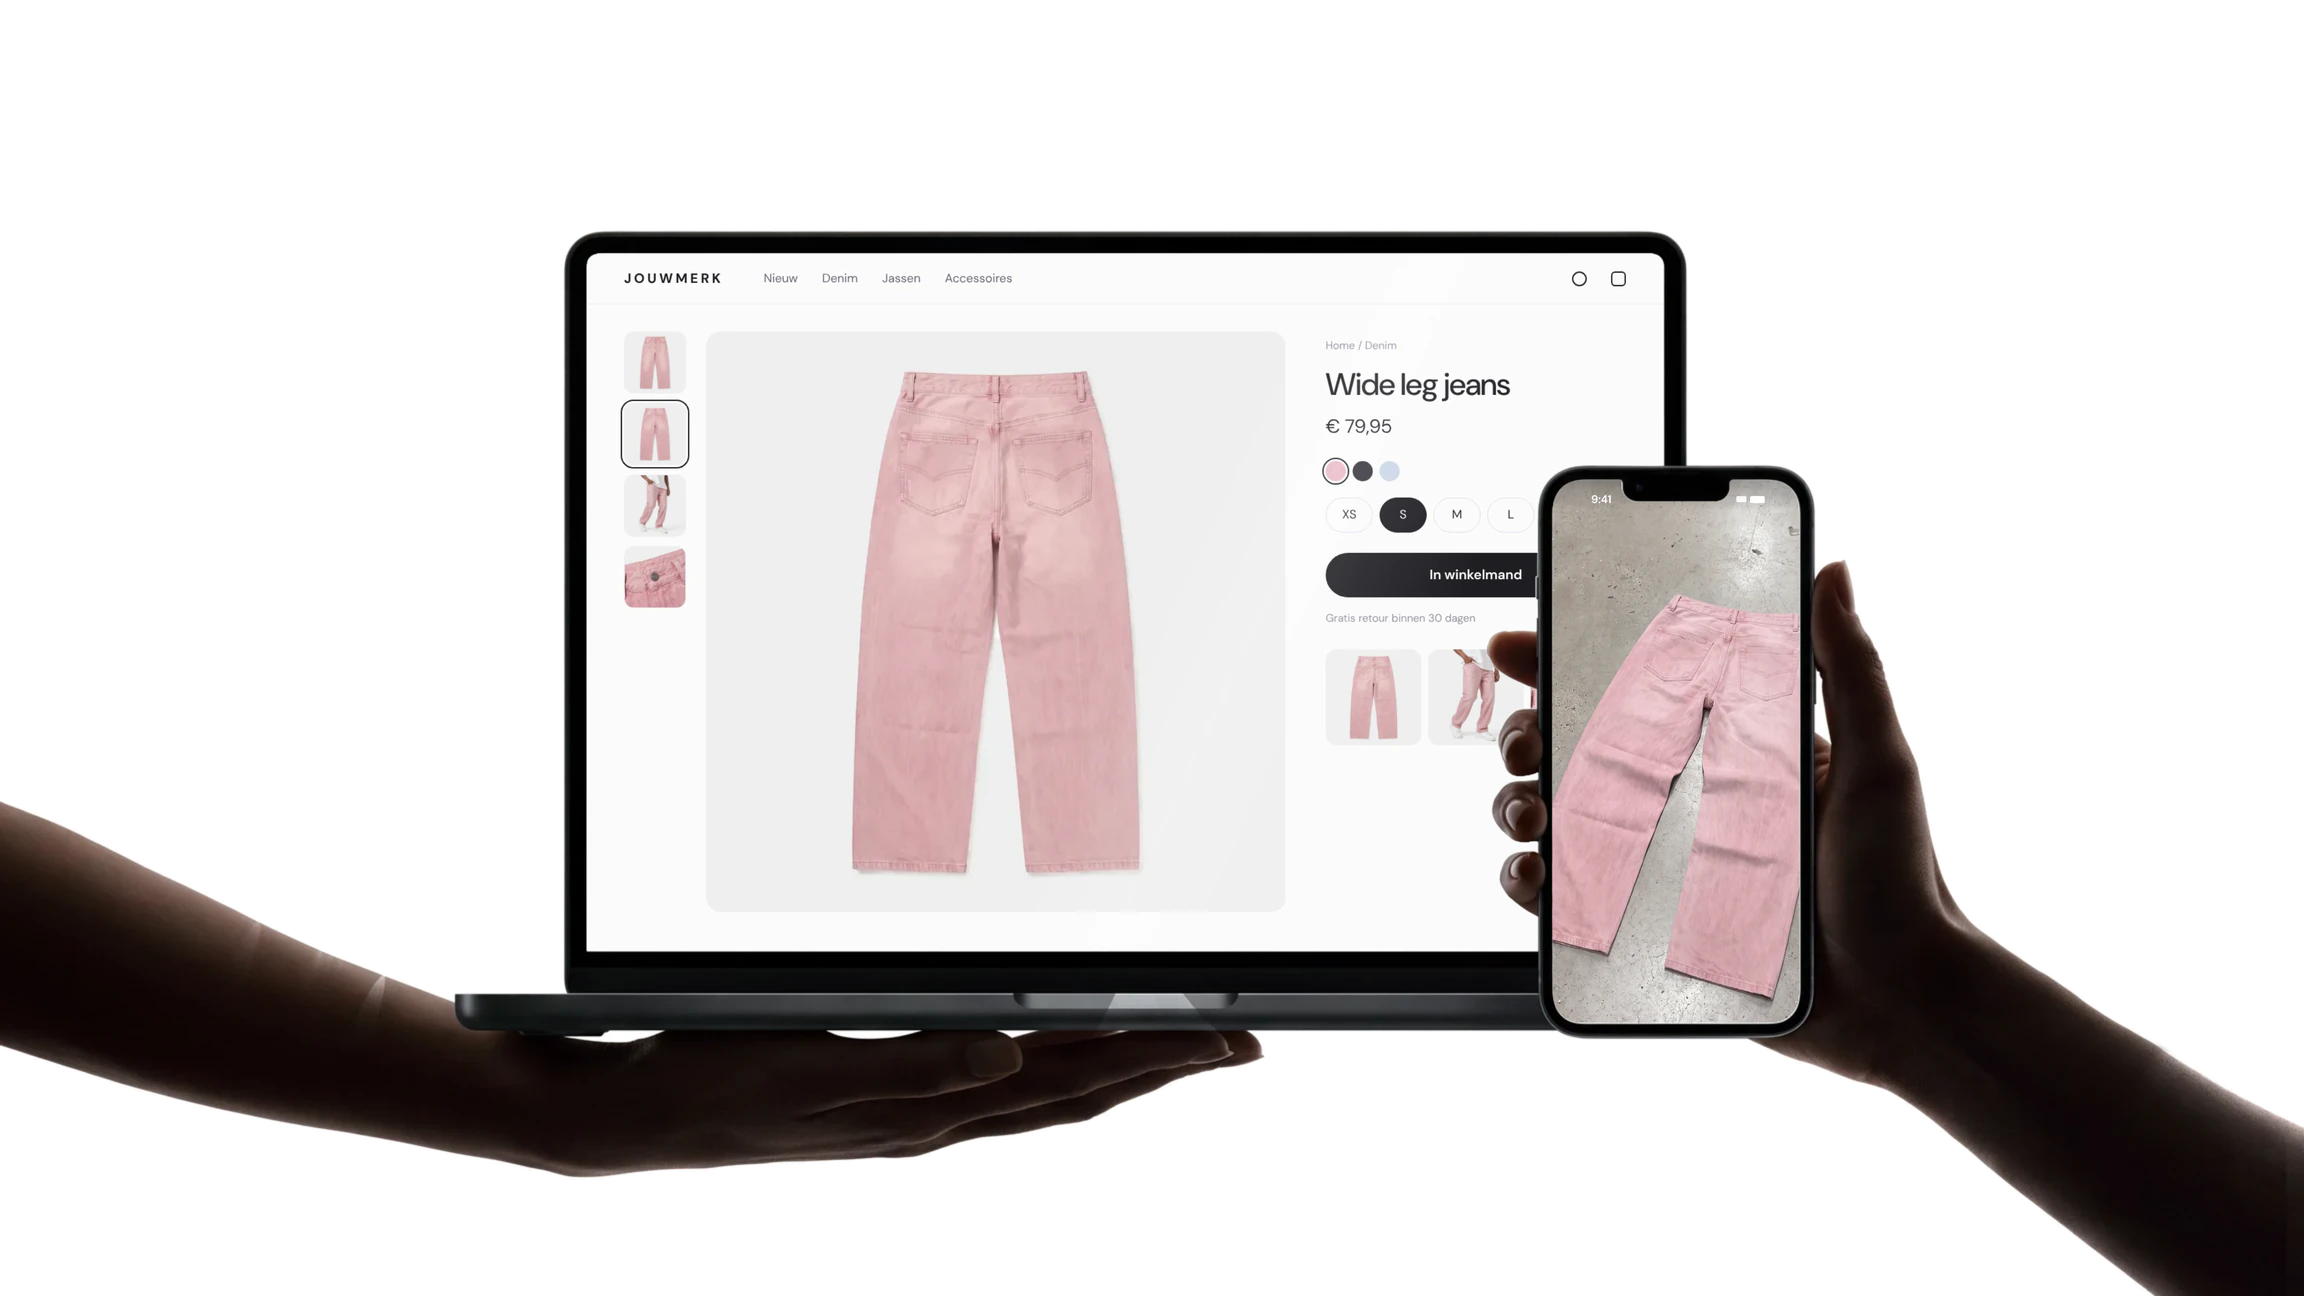 JOUWMERK Nieuw Denim Jassen Accessoires
Home / Denim
Wide leg jeans
€ 79,95
XS S M L
In winkelmand
Gratis retour binnen 30 dagen
9:41